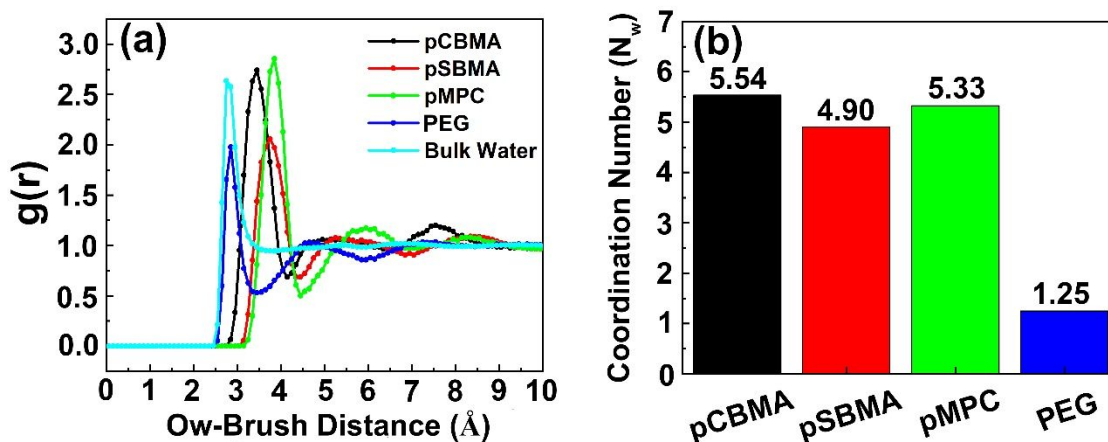 (a)
pCBMA
pSBMA
pMPC
PEG
Bulk Water
g(r)
3.0
2.5
2.0
1.5
1.0
0.5
0.0
0 1 2 3 4 5 6 7 8 9 10
Ow-Brush Distance (Å)
(b)
Coordination Number (Nw)
7
6
5
4
3
2
1
0
5.54
4.90
5.33
1.25
pCBMA pSBMA pMPC PEG